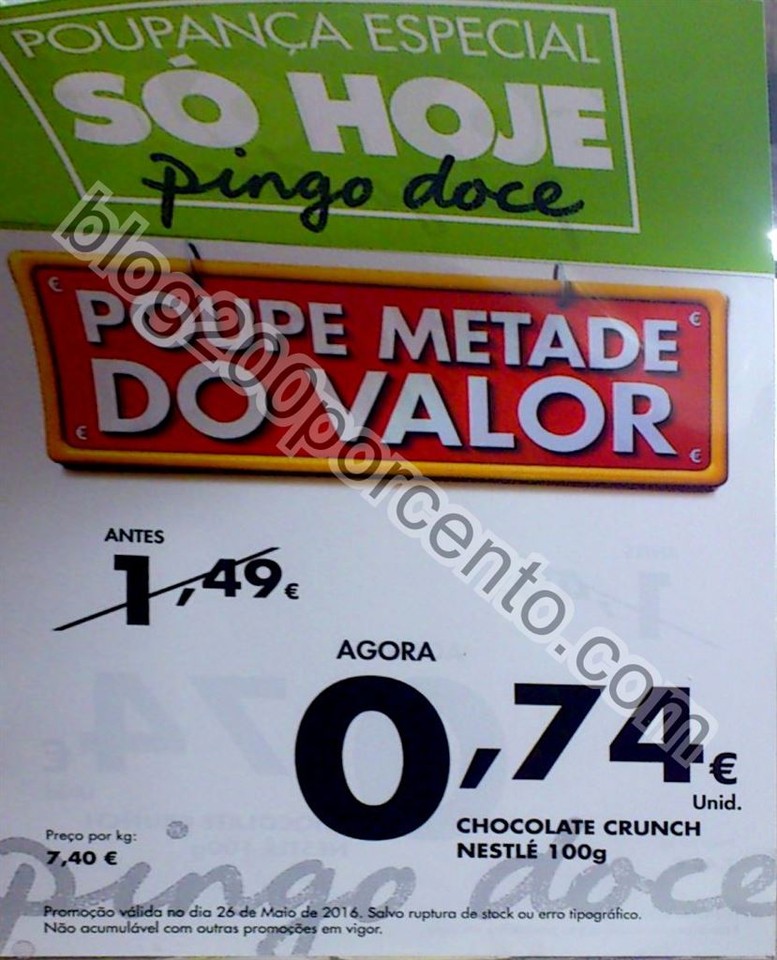 POUPANÇA ESPECIAL
SÓ HOJE
pingo doce
POUPE METADE
DO VALOR
blog200porcento.com
ANTES
1,49€
AGORA
0,74€
Unid.
CHOCOLATE CRUNCH
NESTLÉ 100g
Preço por kg:
7,40 €
pingo doce
Promoção válida no dia 26 de Maio de 2016. Salvo ruptura de stock ou erro tipográfico.
Não acumulável com outras promoções em vigor.